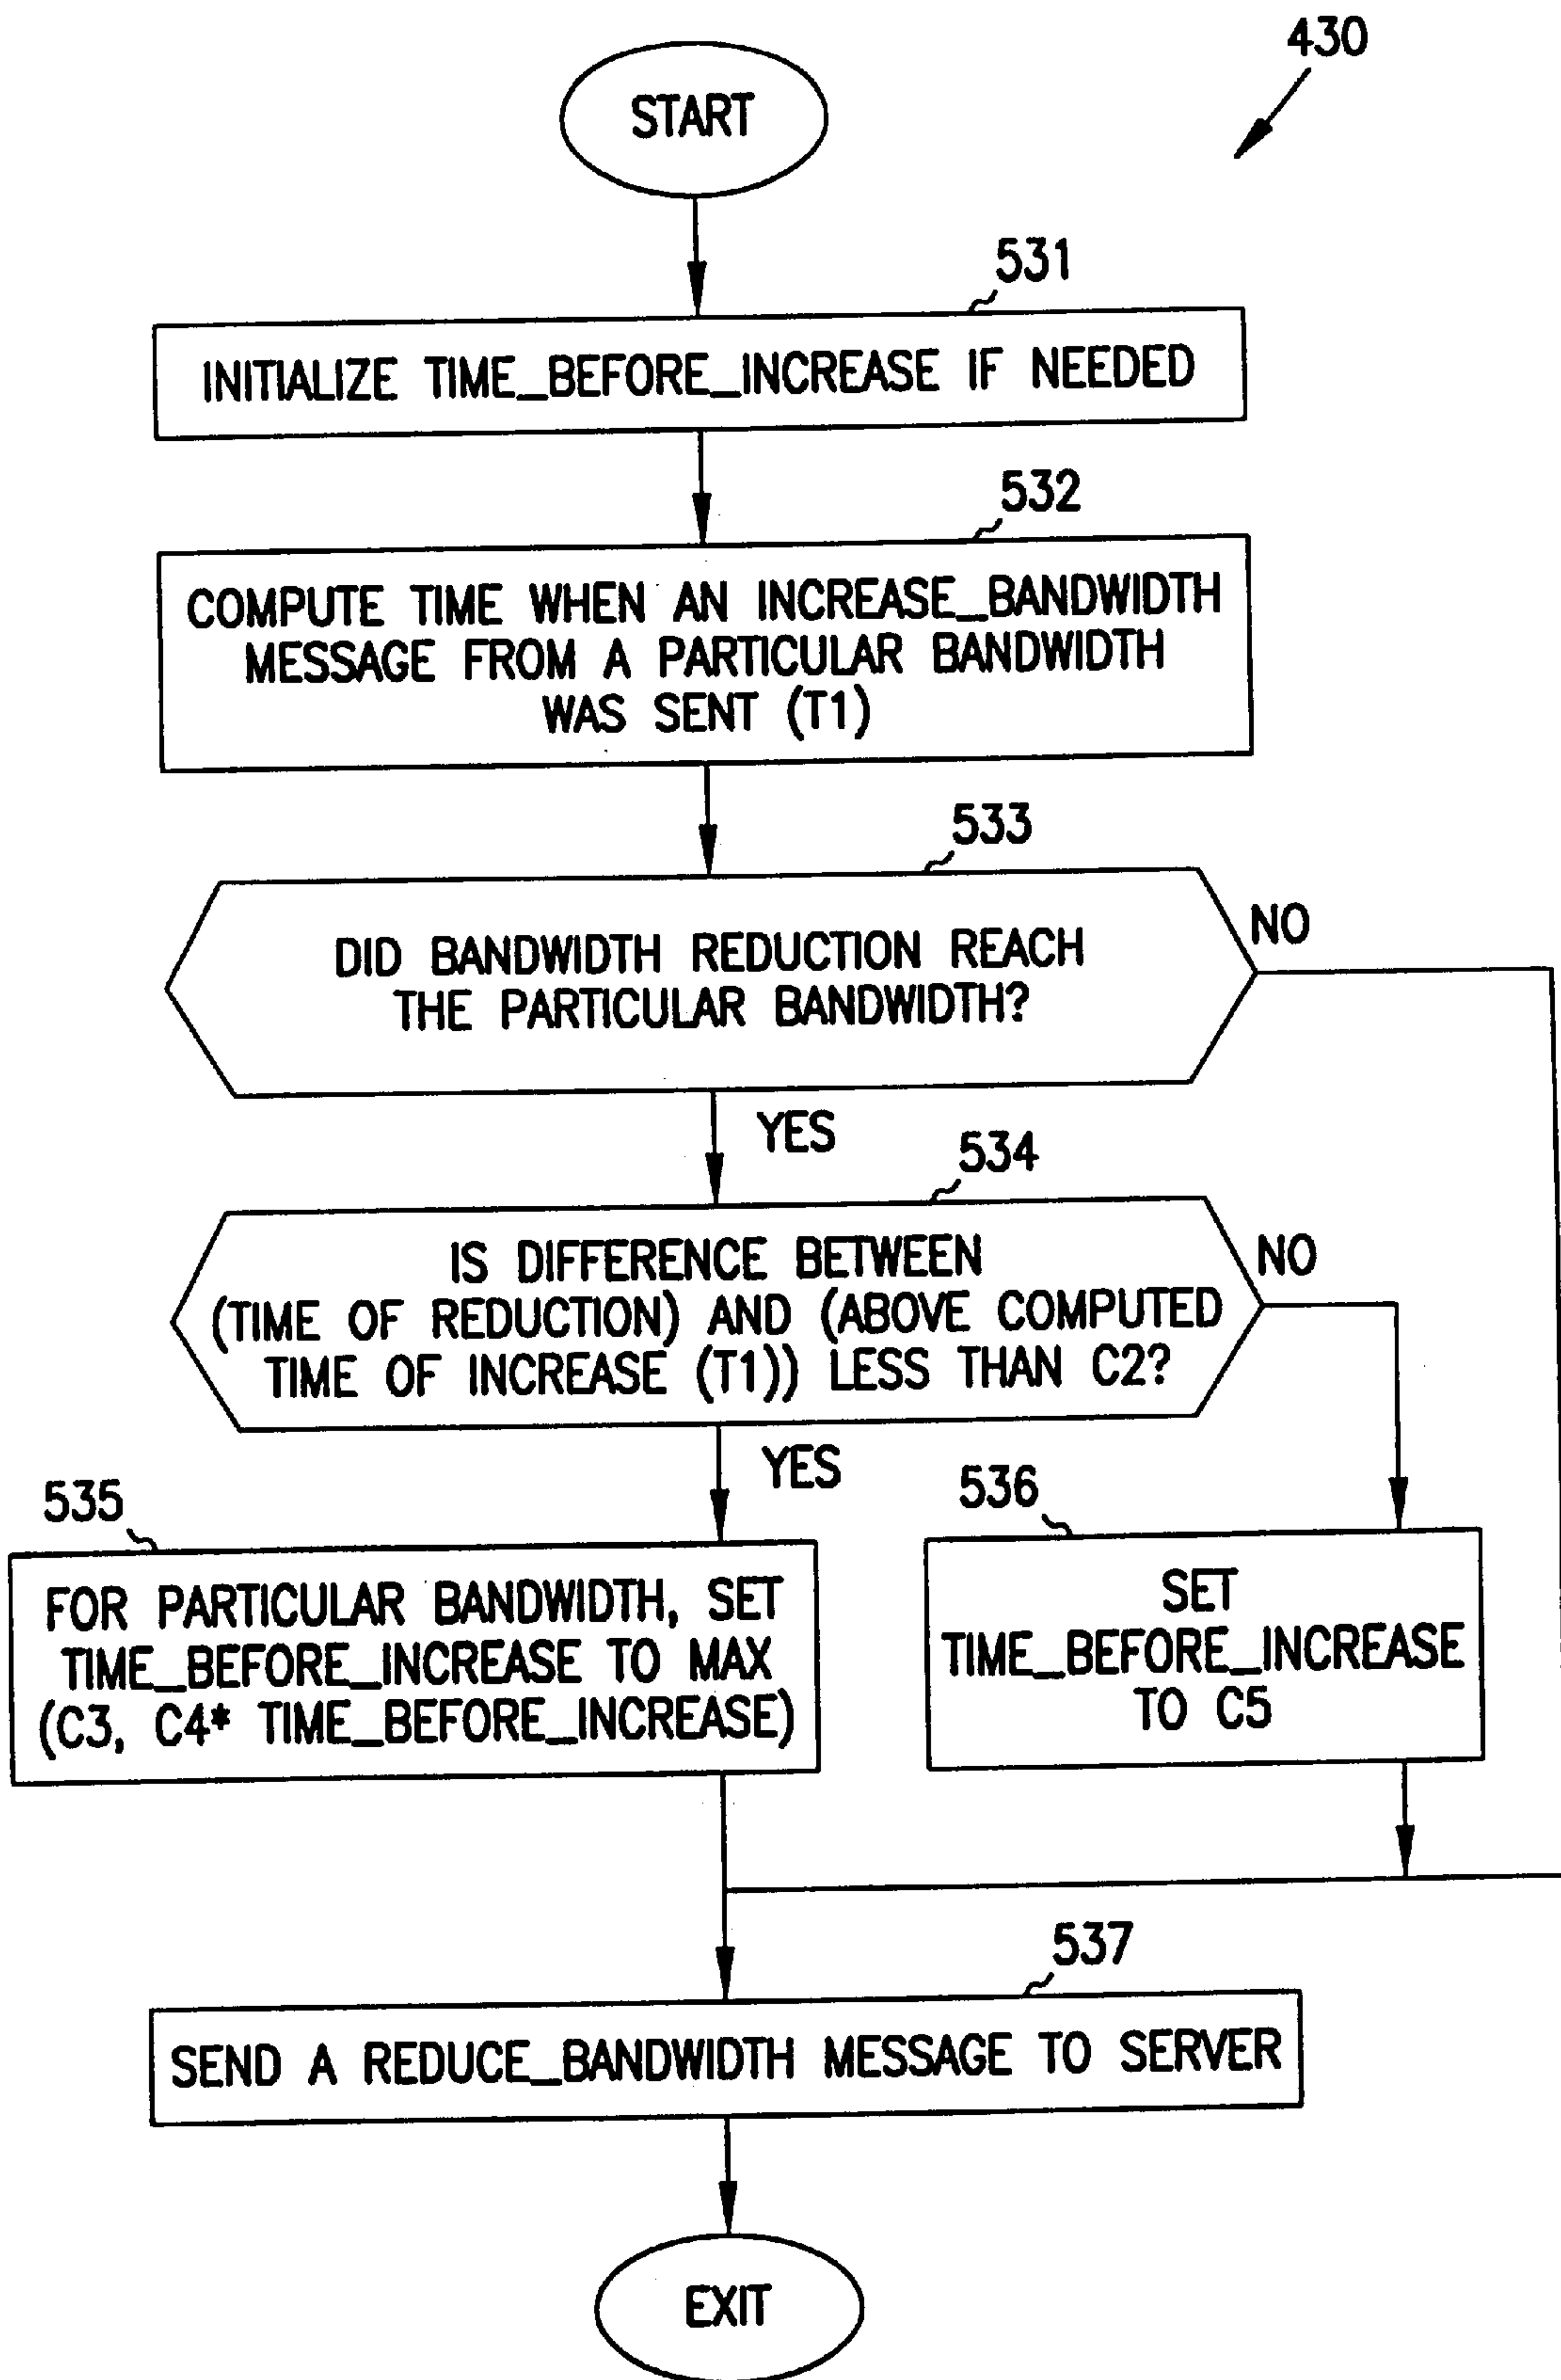 430
START
531
INITIALIZE TIME_BEFORE_INCREASE IF NEEDED
532
COMPUTE TIME WHEN AN INCREASE_BANDWIDTH
MESSAGE FROM A PARTICULAR BANDWIDTH
WAS SENT (T1)
533
DID BANDWIDTH REDUCTION REACH
THE PARTICULAR BANDWIDTH?
NO
YES
534
IS DIFFERENCE BETWEEN
(TIME OF REDUCTION) AND (ABOVE COMPUTED
TIME OF INCREASE (T1)) LESS THAN C2?
NO
YES
535
FOR PARTICULAR BANDWIDTH, SET
TIME_BEFORE_INCREASE TO MAX
(C3, C4* TIME_BEFORE_INCREASE)
536
SET
TIME_BEFORE_INCREASE
TO C5
537
SEND A REDUCE_BANDWIDTH MESSAGE TO SERVER
EXIT